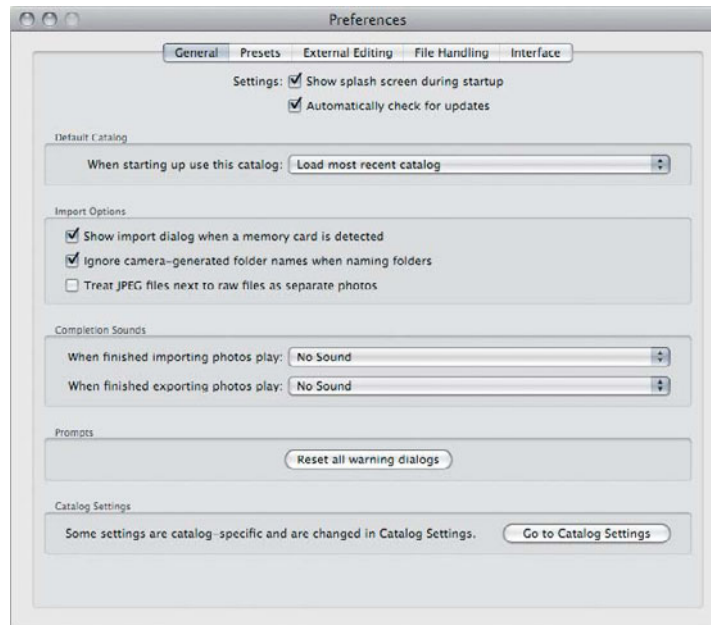 Preferences
General Presets External Editing File Handling Interface
Settings: Show splash screen during startup
Automatically check for updates
Default Catalog
When starting up use this catalog: Load most recent catalog
Import Options
Show import dialog when a memory card is detected
Ignore camera-generated folder names when naming folders
Treat JPEG files next to raw files as separate photos
Completion Sounds
When finished importing photos play: No Sound
When finished exporting photos play: No Sound
Prompts
Reset all warning dialogs
Catalog Settings
Some settings are catalog-specific and are changed in Catalog Settings. Go to Catalog Settings